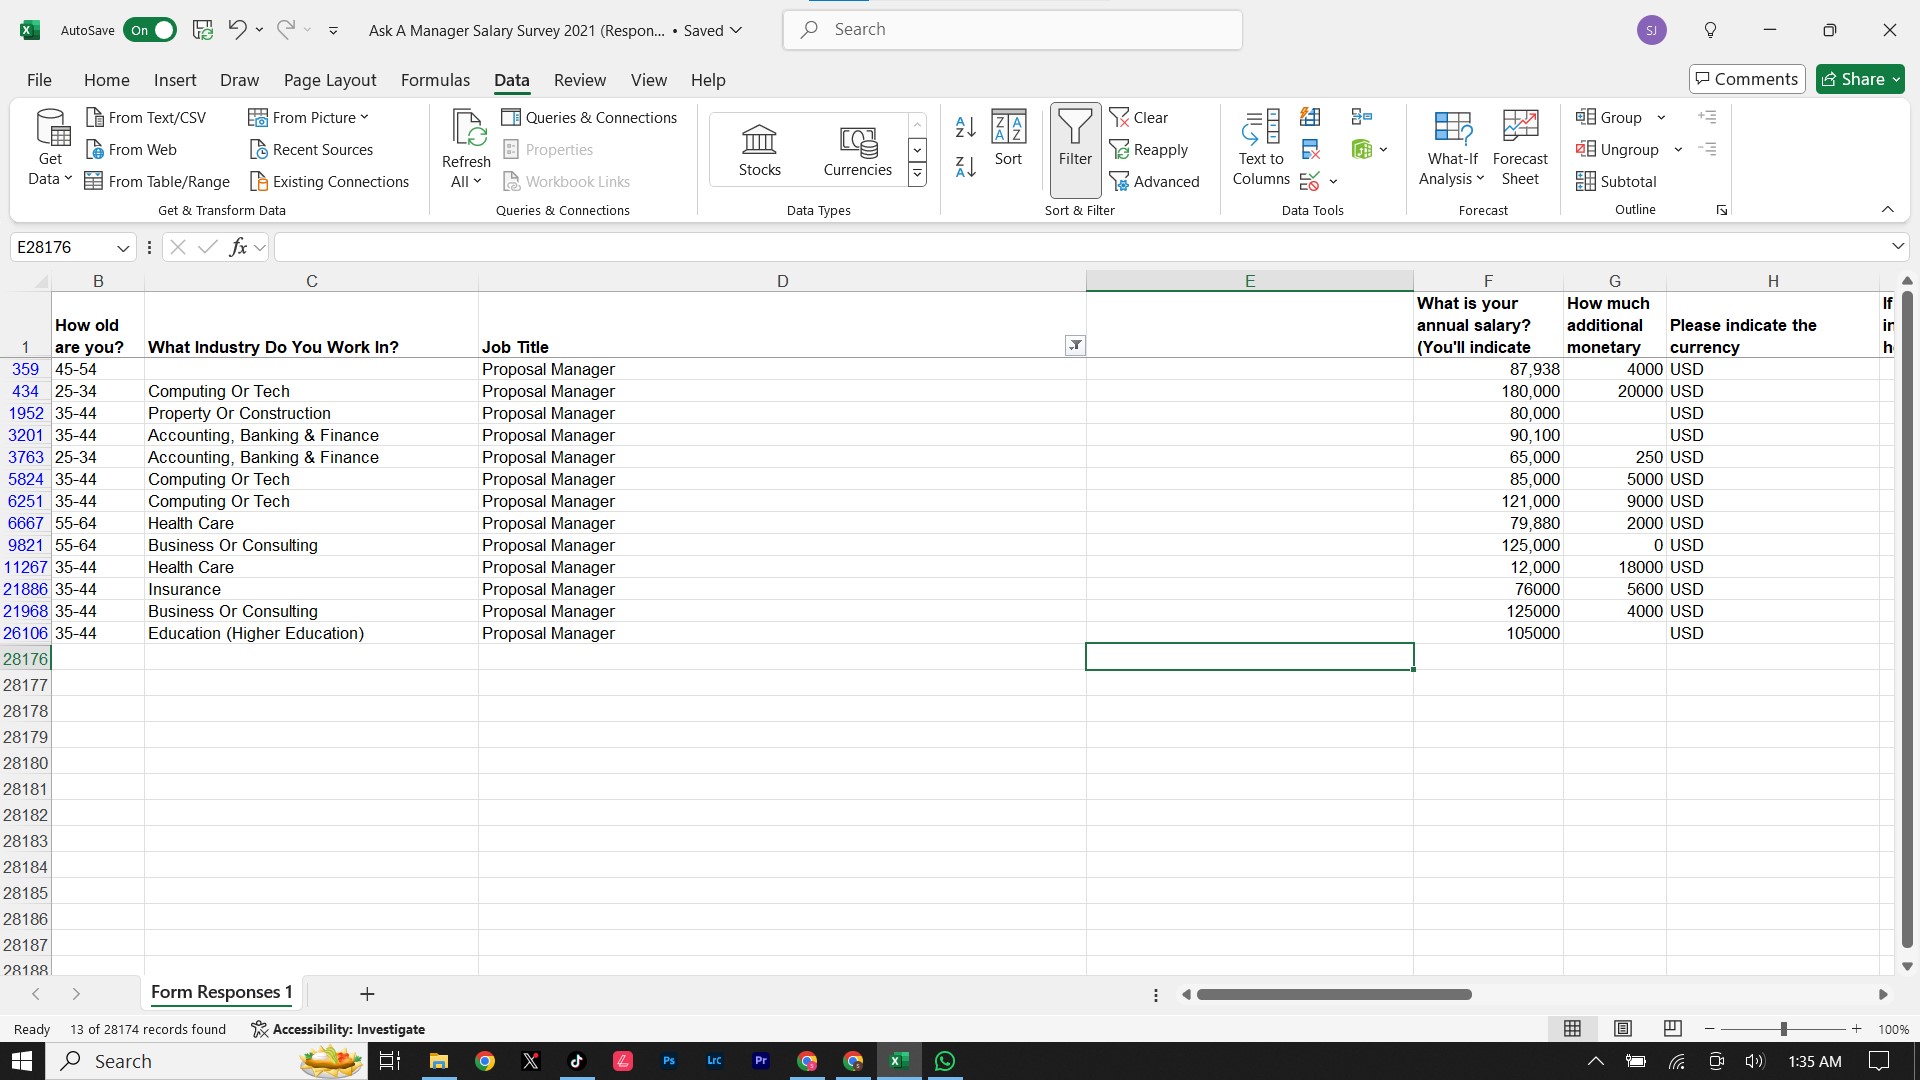 AutoSave On Ask A Manager Salary Survey 2021 (Respon... • Saved Search SJ
File Home Insert Draw Page Layout Formulas Data Review View Help Comments Share
Get Data
From Text/CSV
From Web
From Table/Range
From Picture
Recent Sources
Existing Connections
Get & Transform Data
Refresh All
Queries & Connections
Properties
Workbook Links
Queries & Connections
Stocks Currencies
Data Types
Sort
Filter
Clear
Reapply
Advanced
Sort & Filter
Text to Columns
Data Tools
What-If Analysis
Forecast Sheet
Forecast
Group
Ungroup
Subtotal
Outline
E28176 fx
B C D E F G H
1 How old are you? What Industry Do You Work In? Job Title What is your annual salary? (You'll indicate How much additional monetary Please indicate the currency If
359 45-54 Proposal Manager 87,938 4000 USD
434 25-34 Computing Or Tech Proposal Manager 180,000 20000 USD
1952 35-44 Property Or Construction Proposal Manager 80,000 USD
3201 35-44 Accounting, Banking & Finance Proposal Manager 90,100 USD
3763 25-34 Accounting, Banking & Finance Proposal Manager 65,000 250 USD
5824 35-44 Computing Or Tech Proposal Manager 85,000 5000 USD
6251 35-44 Computing Or Tech Proposal Manager 121,000 9000 USD
6667 55-64 Health Care Proposal Manager 79,880 2000 USD
9821 55-64 Business Or Consulting Proposal Manager 125,000 0 USD
11267 35-44 Health Care Proposal Manager 12,000 18000 USD
21886 35-44 Insurance Proposal Manager 76000 5600 USD
21968 35-44 Business Or Consulting Proposal Manager 125000 4000 USD
26106 35-44 Education (Higher Education) Proposal Manager 105000 USD
28176
28177
28178
28179
28180
28181
28182
28183
28184
28185
28186
28187
28188
Form Responses 1
Ready 13 of 28174 records found Accessibility: Investigate 100%
Search Ps LrC Pr 1:35 AM